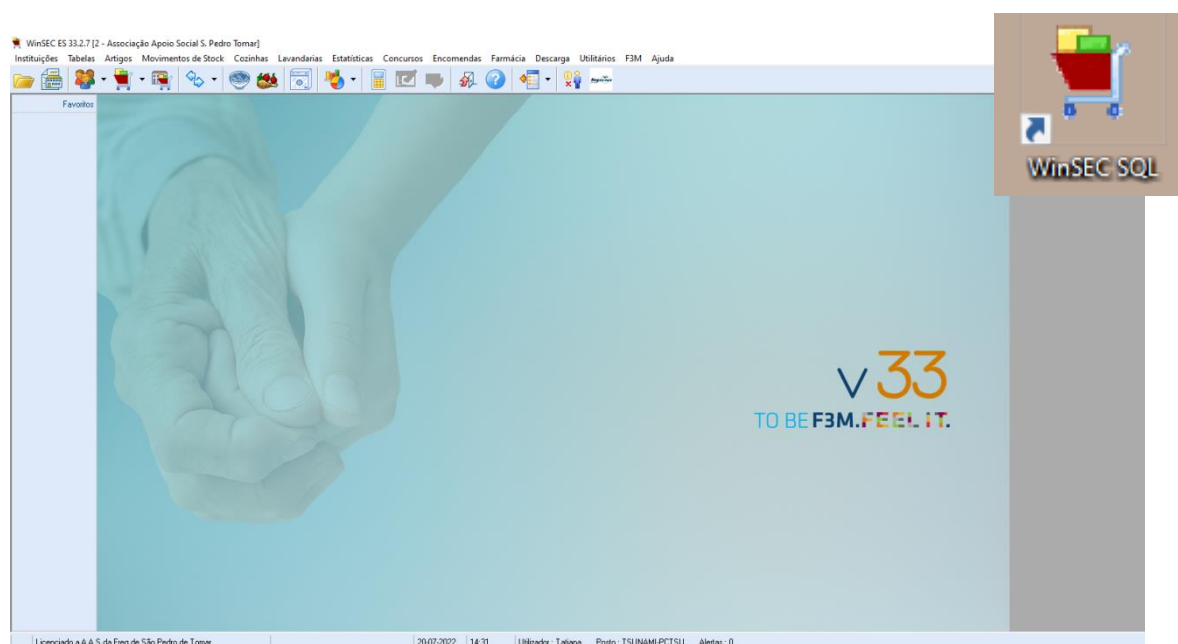 WinSEC ES 33.2.7 [2 - Associação Apoio Social S. Pedro Tomar]
Instituições Tabelas Artigos Movimentos de Stock Cozinhas Lavandarias Estatísticas Concursos Encomendas Farmácia Descarga Utilitários F3M Ajuda
Favoritos
WinSEC SQL
v33
TO BE F3M.FEEL IT.
Licenciado a A.A.S. da Freg de São Pedro de Tomar 20-07-2022 14:31 Utilizador : Tatiana Posto : TSUNAMI-PCTSU Alertas : 0